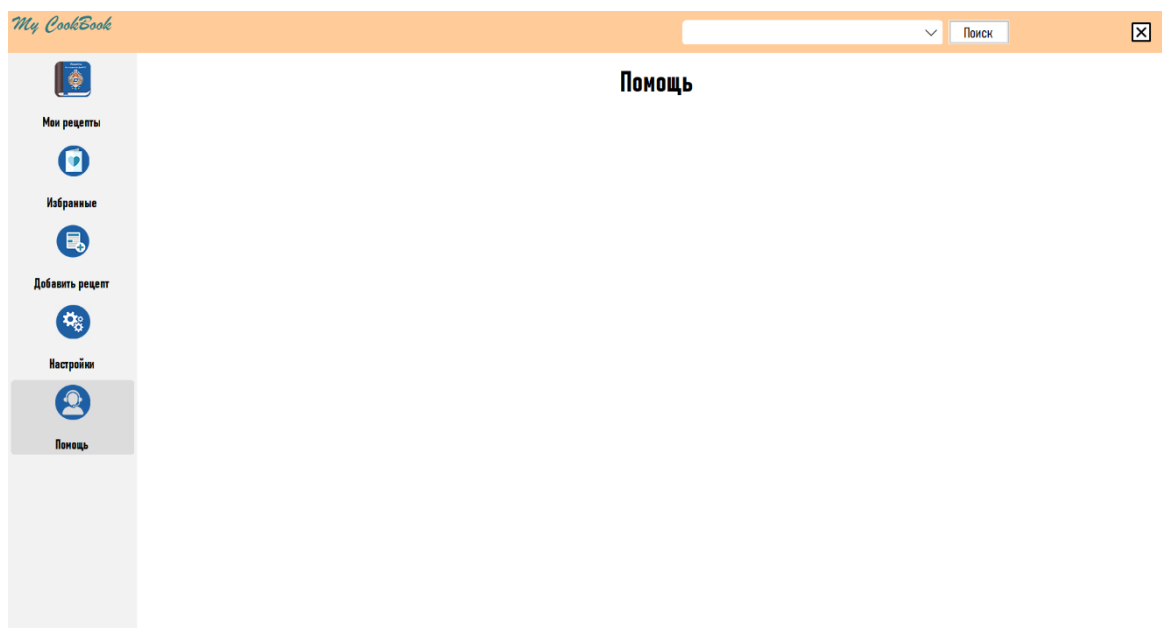 My CookBook
Поиск
Помощь
Мои рецепты
Избранные
Добавить рецепт
Настройки
Помощь